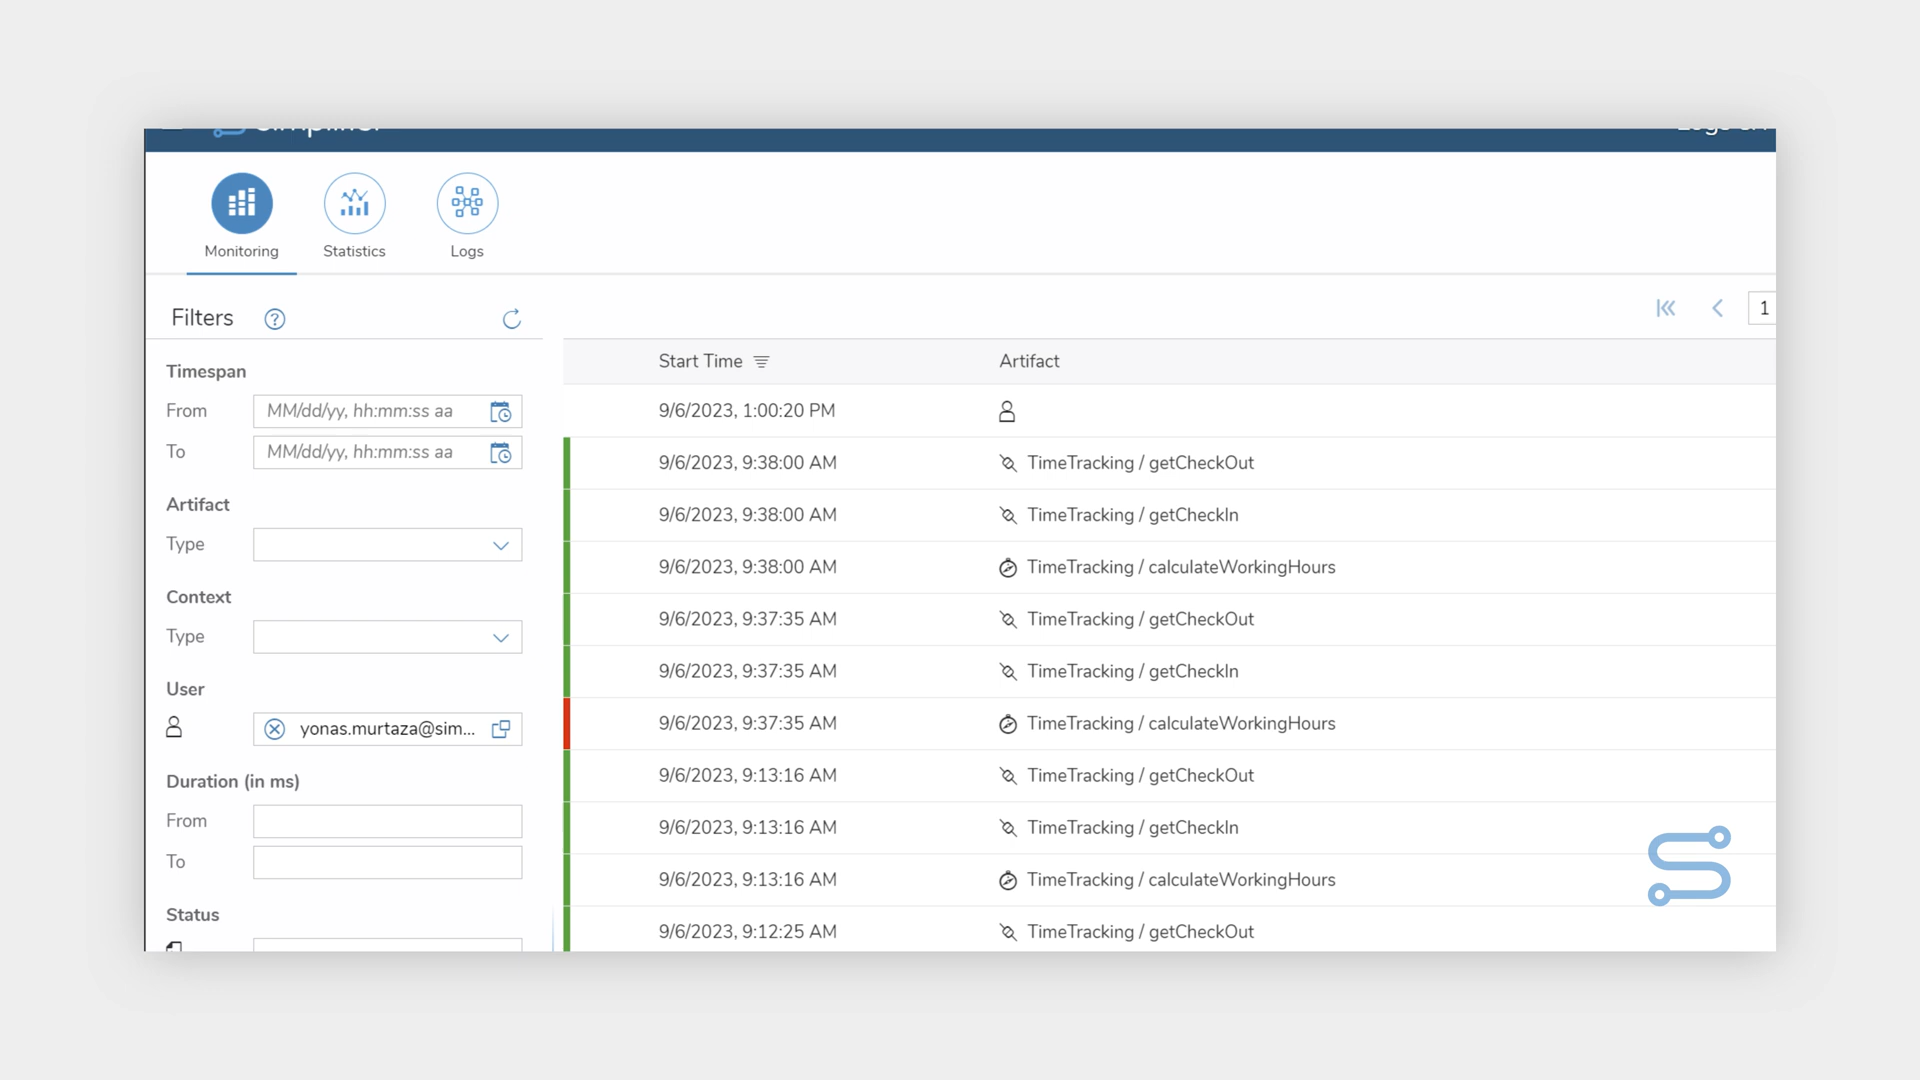 Monitoring
Statistics
Logs
Filters
1
Timespan
From MM/dd/yy, hh:mm:ss aa
To MM/dd/yy, hh:mm:ss aa
Artifact
Type
Context
Type
User
yonas.murtaza@sim...
Duration (in ms)
From
To
Status
Start Time Artifact
9/6/2023, 1:00:20 PM
9/6/2023, 9:38:00 AM TimeTracking / getCheckOut
9/6/2023, 9:38:00 AM TimeTracking / getCheckIn
9/6/2023, 9:38:00 AM TimeTracking / calculateWorkingHours
9/6/2023, 9:37:35 AM TimeTracking / getCheckOut
9/6/2023, 9:37:35 AM TimeTracking / getCheckIn
9/6/2023, 9:37:35 AM TimeTracking / calculateWorkingHours
9/6/2023, 9:13:16 AM TimeTracking / getCheckOut
9/6/2023, 9:13:16 AM TimeTracking / getCheckIn
9/6/2023, 9:13:16 AM TimeTracking / calculateWorkingHours
9/6/2023, 9:12:25 AM TimeTracking / getCheckOut